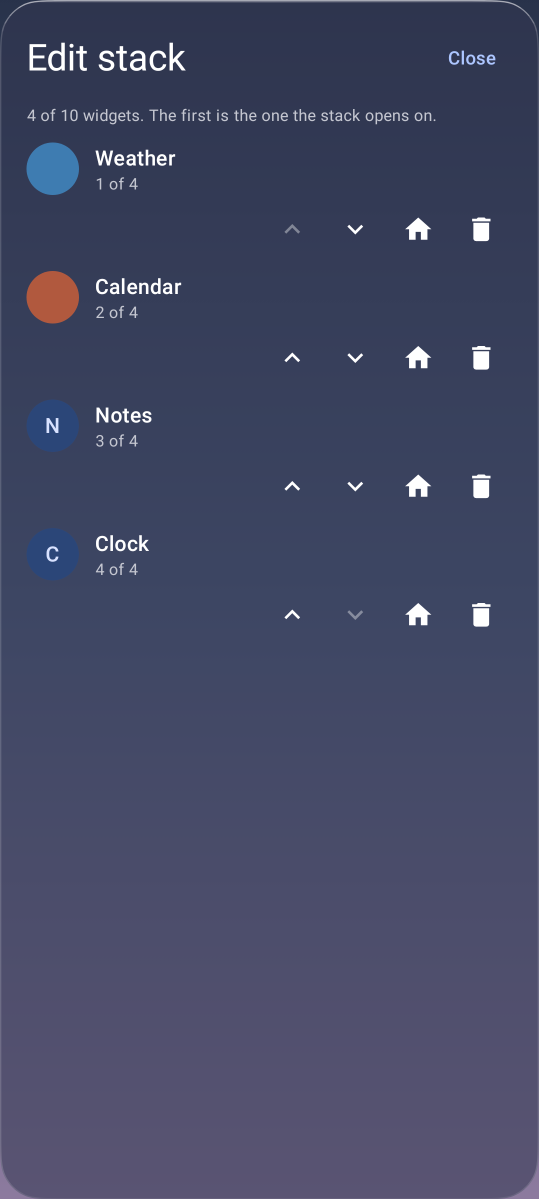 Edit stack
Close
4 of 10 widgets. The first is the one the stack opens on.
Weather
1 of 4
Calendar
2 of 4
N
Notes
3 of 4
C
Clock
4 of 4